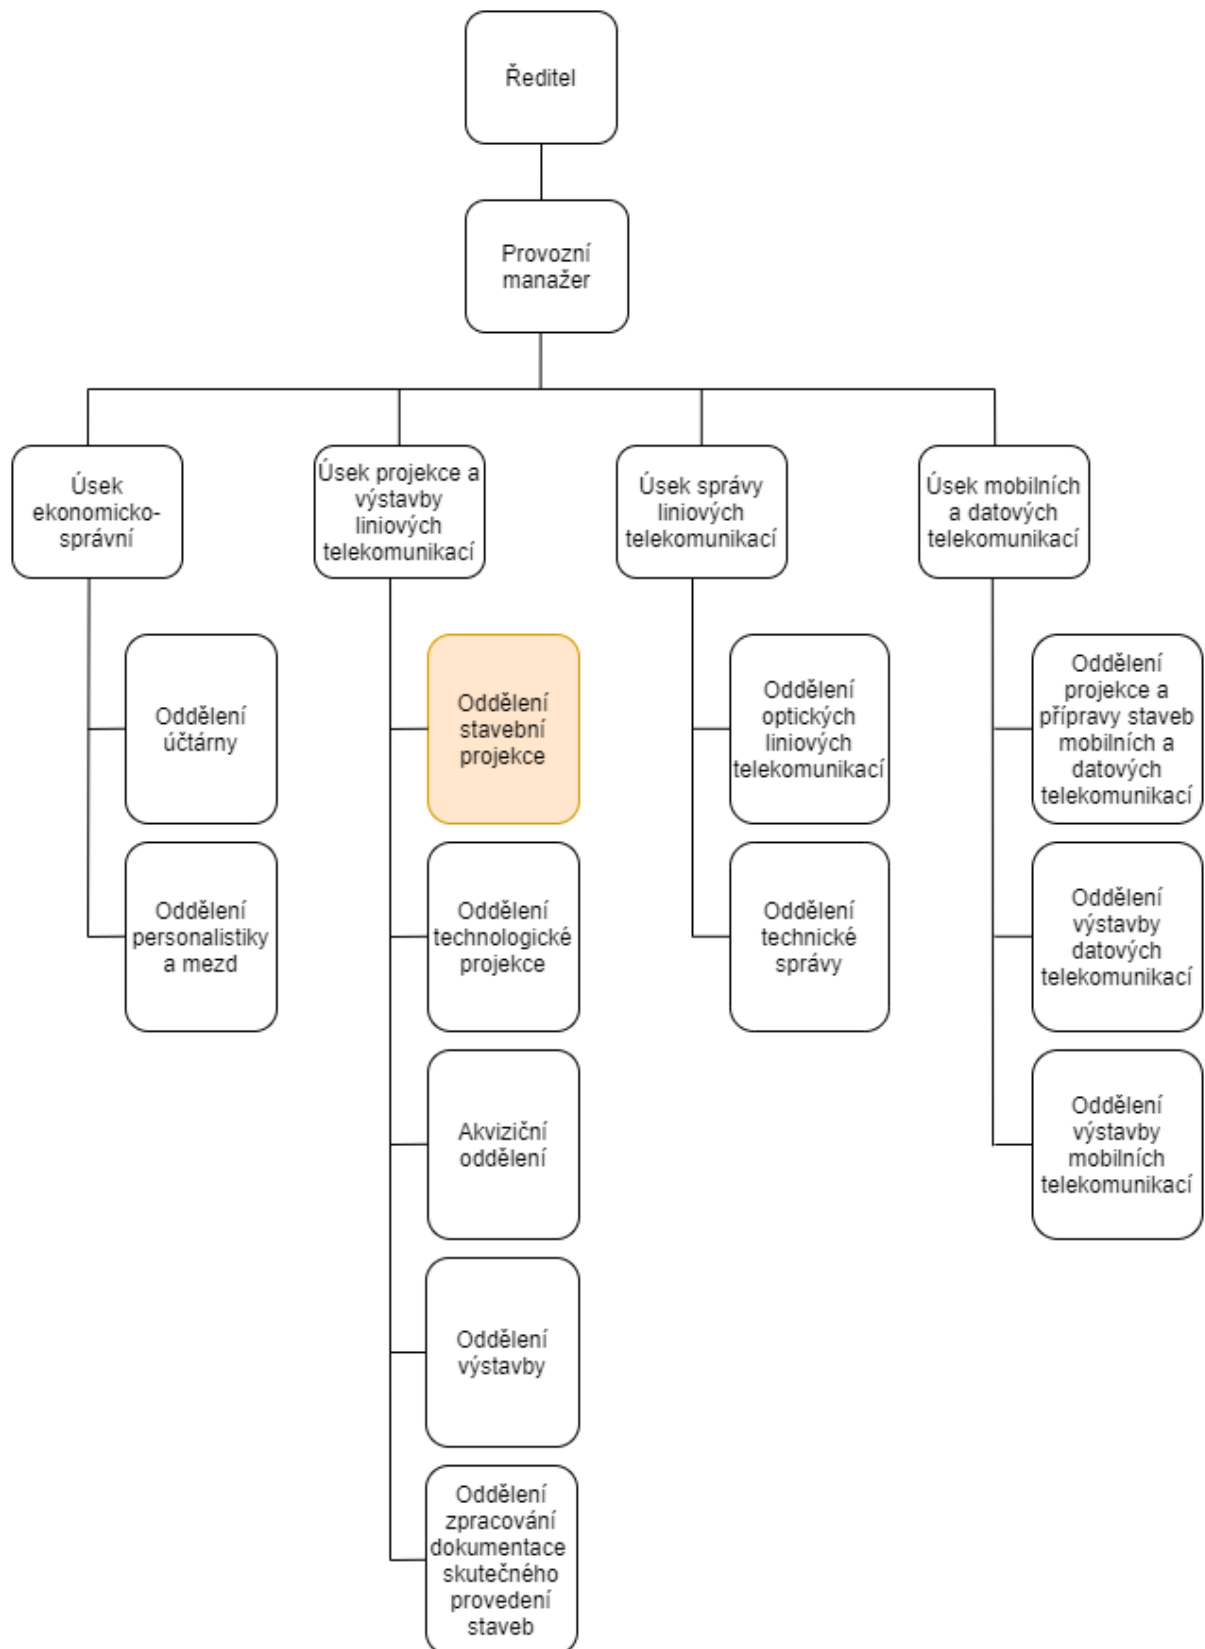 Ředitel
Provozní
manažer
Úsek
ekonomicko-
správní
Úsek projekce a
výstavby
liniových
telekomunikací
Úsek správy
liniových
telekomunikací
Úsek mobilních
a datových
telekomunikací
Oddělení
účtárny
Oddělení
personalistiky
a mezd
Oddělení
stavební
projekce
Oddělení
technologické
projekce
Akviziční
oddělení
Oddělení
výstavby
Oddělení
zpracování
dokumentace
skutečného
provedení
staveb
Oddělení
optických
liniových
telekomunikací
Oddělení
technické
správy
Oddělení
projekce a
přípravy staveb
mobilních a
datových
telekomunikací
Oddělení
výstavby
datových
telekomunikací
Oddělení
výstavby
mobilních
telekomunikací